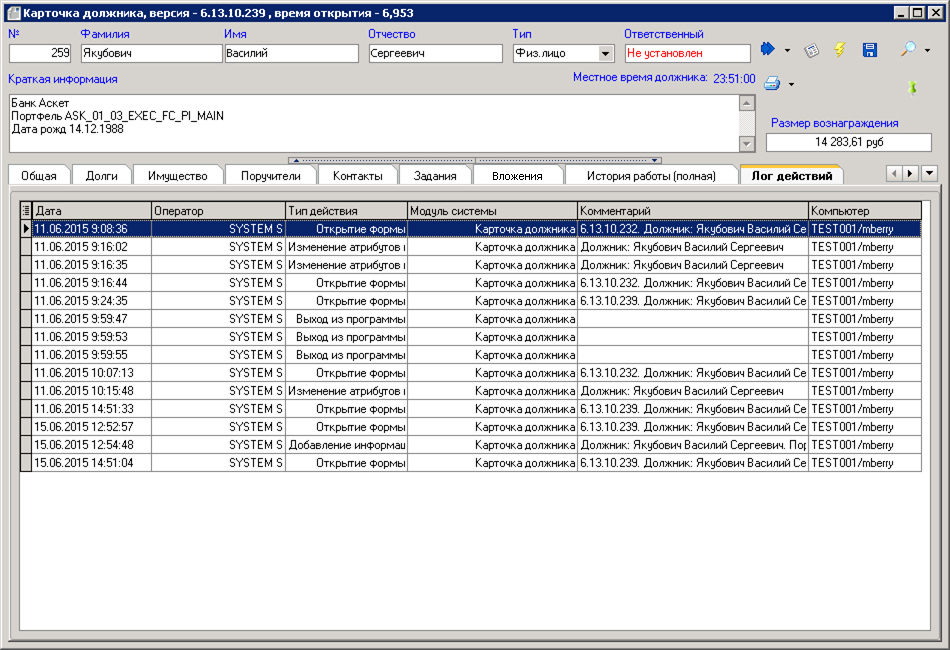 Карточка должника, версия - 6.13.10.239 , время открытия - 6,953
№ Фамилия Имя Отчество Тип Ответственный
259 Якубович Василий Сергеевич Физ.лицо Не установлен
Краткая информация Местное время должника: 23:51:00
Банк Аскет
Портфель ASK_01_03_EXEC_FC_PI_MAIN
Дата рожд 14.12.1988
Размер вознаграждения
14 283,61 руб
Общая Долги Имущество Поручители Контакты Задания Вложения История работы (полная) Лог действий
Дата Оператор Тип действия Модуль системы Комментарий Компьютер
11.06.2015 9:08:36 SYSTEM S Открытие формы Карточка должника 6.13.10.232. Должник: Якубович Василий Се TEST001/mberry
11.06.2015 9:16:02 SYSTEM S Изменение атрибутов Карточка должника Должник: Якубович Василий Сергеевич TEST001/mberry
11.06.2015 9:16:35 SYSTEM S Изменение атрибутов Карточка должника Должник: Якубович Василий Сергеевич TEST001/mberry
11.06.2015 9:16:44 SYSTEM S Открытие формы Карточка должника 6.13.10.232. Должник: Якубович Василий Се TEST001/mberry
11.06.2015 9:24:35 SYSTEM S Открытие формы Карточка должника 6.13.10.239. Должник: Якубович Василий Се TEST001/mberry
11.06.2015 9:59:47 SYSTEM S Выход из программы Карточка должника TEST001/mberry
11.06.2015 9:59:53 SYSTEM S Выход из программы Карточка должника TEST001/mberry
11.06.2015 9:59:55 SYSTEM S Выход из программы Карточка должника TEST001/mberry
11.06.2015 10:07:13 SYSTEM S Открытие формы Карточка должника 6.13.10.232. Должник: Якубович Василий Се TEST001/mberry
11.06.2015 10:15:48 SYSTEM S Изменение атрибутов Карточка должника Должник: Якубович Василий Сергеевич TEST001/mberry
11.06.2015 14:51:33 SYSTEM S Открытие формы Карточка должника 6.13.10.239. Должник: Якубович Василий Се TEST001/mberry
15.06.2015 12:52:57 SYSTEM S Открытие формы Карточка должника 6.13.10.239. Должник: Якубович Василий Се TEST001/mberry
15.06.2015 12:54:48 SYSTEM S Добавление информац Карточка должника Должник: Якубович Василий Сергеевич. Пор TEST001/mberry
15.06.2015 14:51:04 SYSTEM S Открытие формы Карточка должника 6.13.10.239. Должник: Якубович Василий Се TEST001/mberry